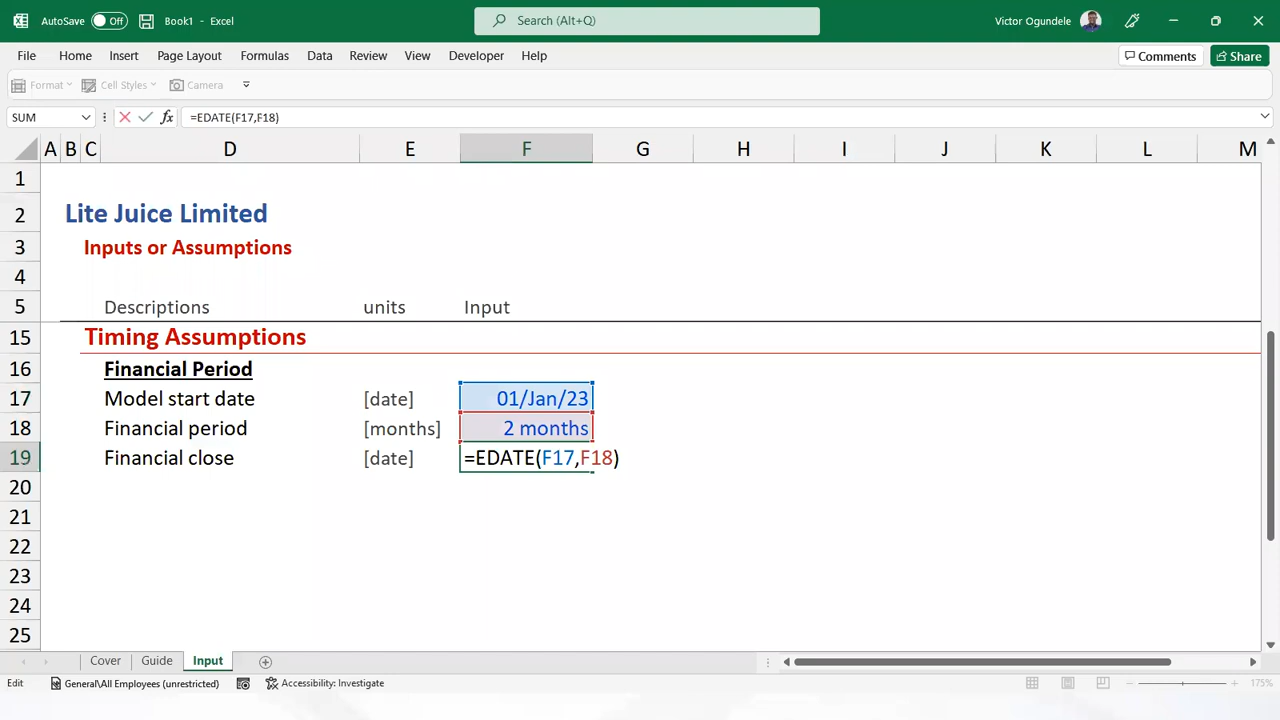 AutoSave Off Book1 - Excel Search (Alt+Q) Victor Ogundele
File Home Insert Page Layout Formulas Data Review View Developer Help Comments Share
Format Cell Styles Camera
SUM fx =EDATE(F17,F18)
A B C D E F G H I J K L M
1
2 Lite Juice Limited
3 Inputs or Assumptions
4
5 Descriptions units Input
15 Timing Assumptions
16 Financial Period
17 Model start date [date] 01/Jan/23
18 Financial period [months] 2 months
19 Financial close [date] =EDATE(F17,F18)
20
21
22
23
24
25
Cover Guide Input
Edit General\All Employees (unrestricted) Accessibility: Investigate 175%